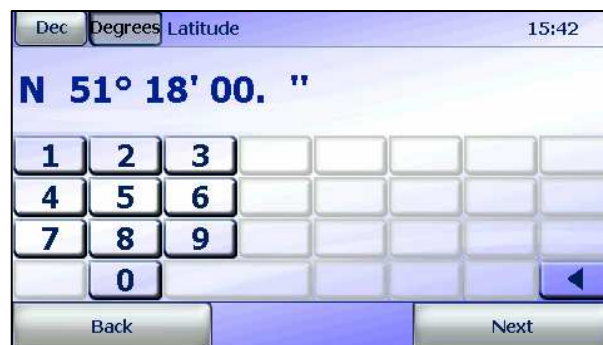 Dec Degrees Latitude 15:42
N 51° 18' 00. "
1 2 3
4 5 6
7 8 9
0
Back Next